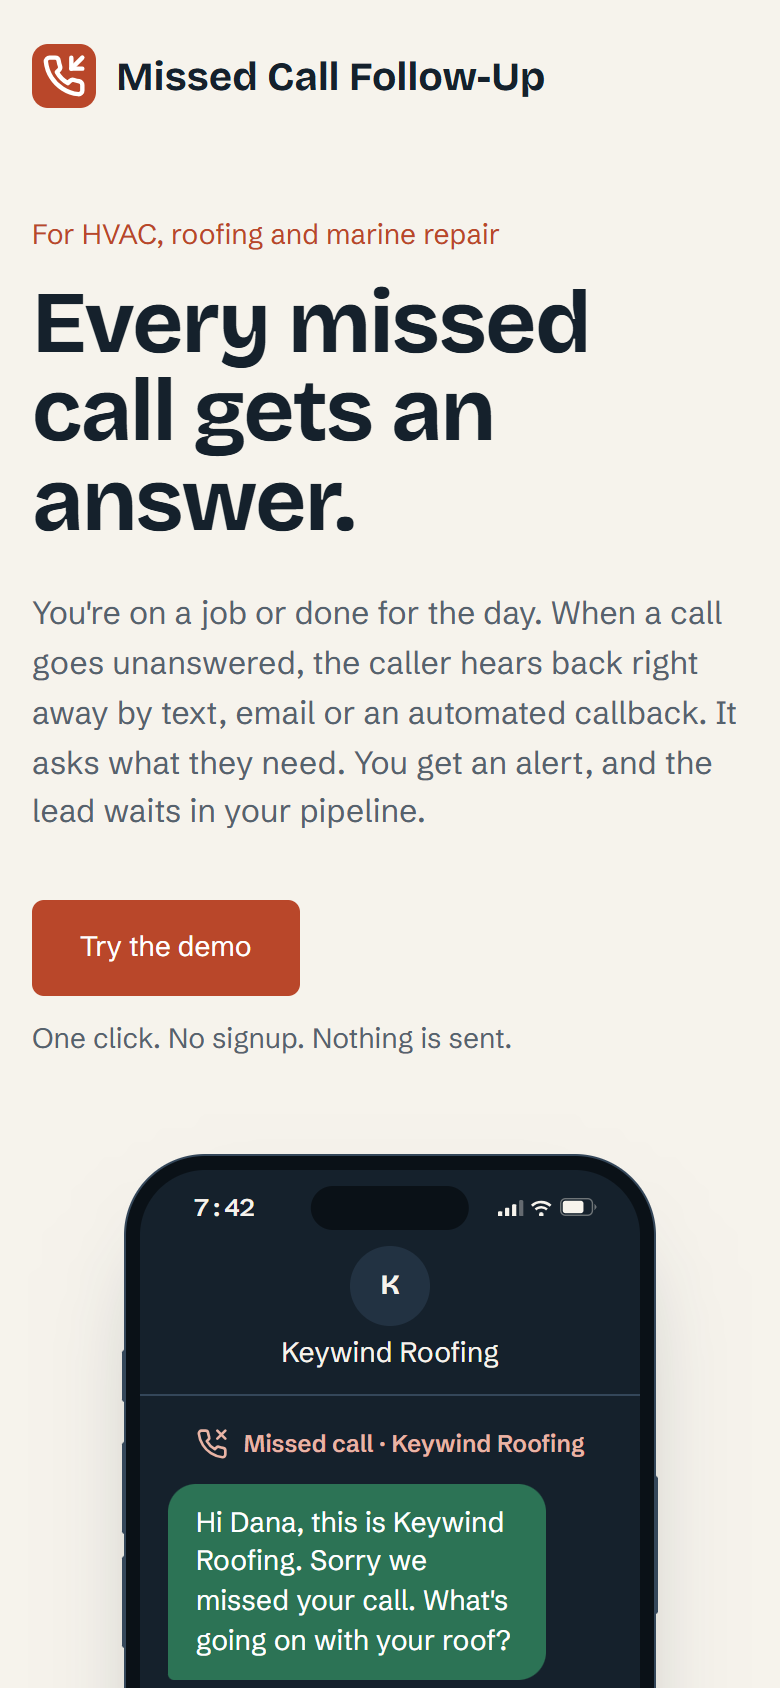 Missed Call Follow-Up
For HVAC, roofing and marine repair
Every missed
call gets an
answer.
You're on a job or done for the day. When a call
goes unanswered, the caller hears back right
away by text, email or an automated callback. It
asks what they need. You get an alert, and the
lead waits in your pipeline.
Try the demo
One click. No signup. Nothing is sent.
7:42
K
Keywind Roofing
Missed call · Keywind Roofing
Hi Dana, this is Keywind
Roofing. Sorry we
missed your call. What's
going on with your roof?